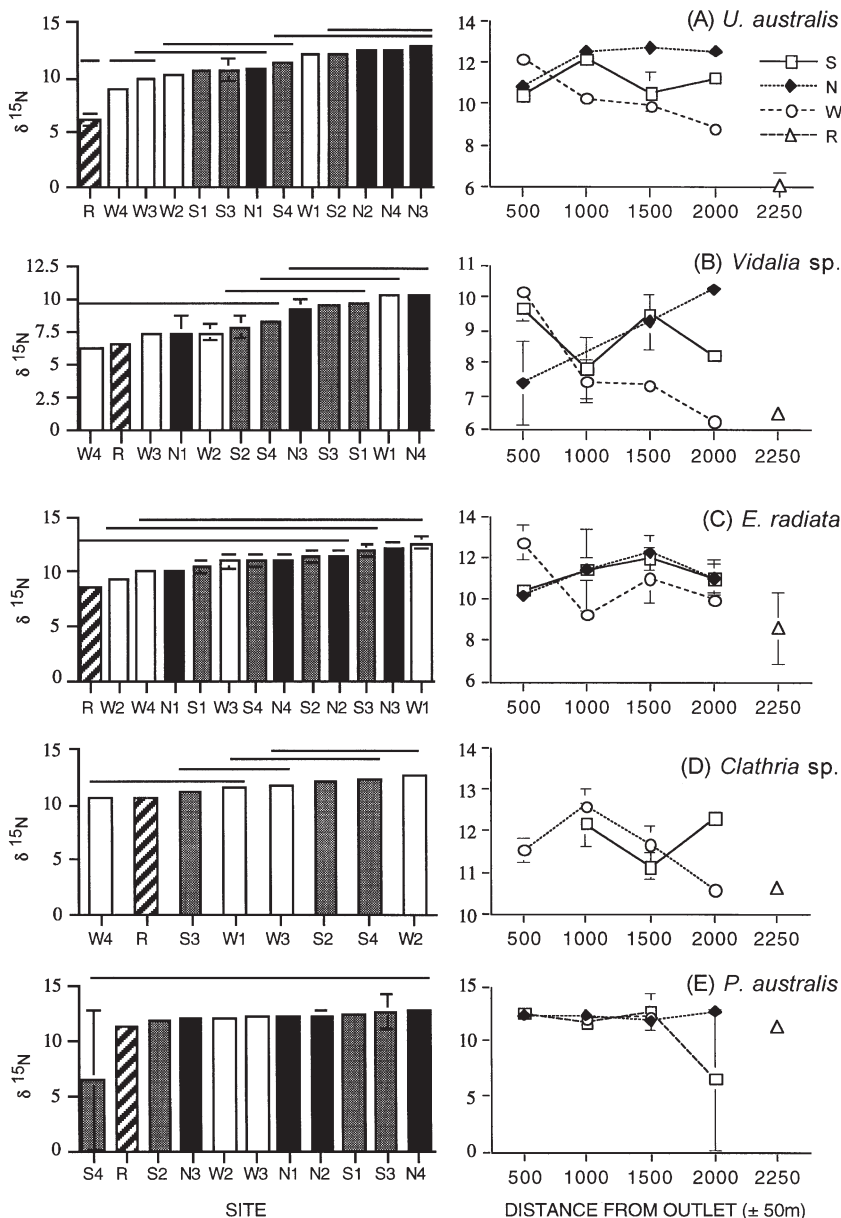 (A) U. australis
δ 15N
15
10
5
0
R W4 W3 W2 S1 S3 N1 S4 W1 S2 N2 N4 N3
14
12
10
8
6
500 1000 1500 2000 2250
S
N
W
R
(B) Vidalia sp.
δ 15N
12.5
10
7.5
5
2.5
0
W4 R W3 N1 W2 S2 S4 N3 S3 S1 W1 N4
11
10
9
8
7
6
500 1000 1500 2000 2250
(C) E. radiata
δ 15N
15
10
5
0
R W2 W4 N1 S1 W3 S4 N4 S2 N2 S3 N3 W1
14
12
10
8
6
500 1000 1500 2000 2250
(D) Clathria sp.
δ 15N
15
10
5
0
W4 R S3 W1 W3 S2 S4 W2
14
13
12
11
10
500 1000 1500 2000 2250
(E) P. australis
δ 15N
15
10
5
0
S4 R S2 N3 W2 W3 N1 N2 S1 S3 N4
SITE
15
10
5
0
500 1000 1500 2000 2250
DISTANCE FROM OUTLET (± 50m)